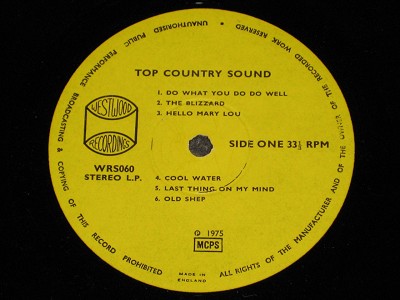 TOP COUNTRY SOUND
1. DO WHAT YOU DO DO WELL
2. THE BLIZZARD
3. HELLO MARY LOU
WESTWOOD
RECORDINGS
WRS060
STEREO L.P.
SIDE ONE 33⅓ RPM
4. COOL WATER
5. LAST THING ON MY MIND
6. OLD SHEP
℗ 1975
MCPS
MADE IN
ENGLAND
ALL RIGHTS OF THE MANUFACTURER AND OF THE OWNER OF THE RECORDED WORK RESERVED
UNAUTHORISED PUBLIC PERFORMANCE BROADCASTING & COPYING OF THIS RECORD PROHIBITED